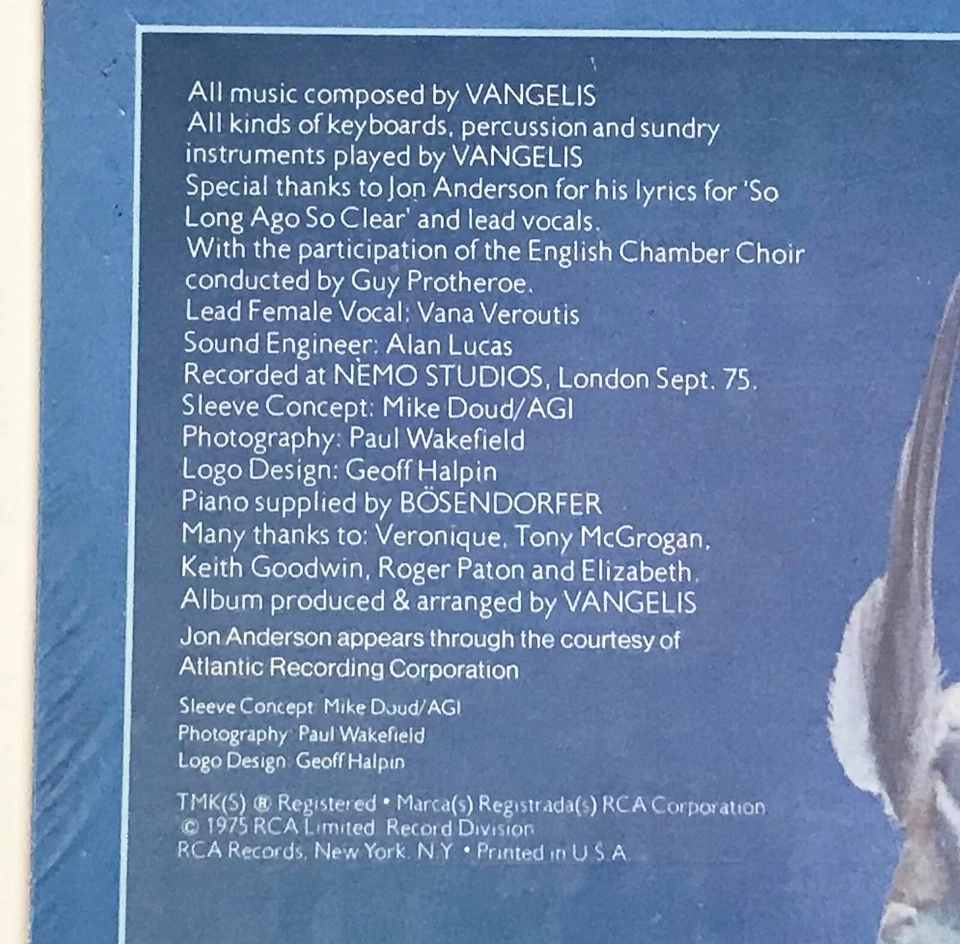 All music composed by VANGELIS
All kinds of keyboards, percussion and sundry
instruments played by VANGELIS
Special thanks to Jon Anderson for his lyrics for 'So
Long Ago So Clear' and lead vocals.
With the participation of the English Chamber Choir
conducted by Guy Protheroe.
Lead Female Vocal: Vana Veroutis
Sound Engineer: Alan Lucas
Recorded at NEMO STUDIOS, London Sept. 75.
Sleeve Concept: Mike Doud/AGI
Photography: Paul Wakefield
Logo Design: Geoff Halpin
Piano supplied by BÖSENDORFER
Many thanks to: Veronique, Tony McGrogan,
Keith Goodwin, Roger Paton and Elizabeth.
Album produced & arranged by VANGELIS
Jon Anderson appears through the courtesy of
Atlantic Recording Corporation
Sleeve Concept: Mike Doud/AGI
Photography: Paul Wakefield
Logo Design: Geoff Halpin
TMK(S) ® Registered • Marca(s) Registrada(s) RCA Corporation
© 1975 RCA Limited. Record Division
RCA Records, New York, N.Y. • Printed in U.S.A.